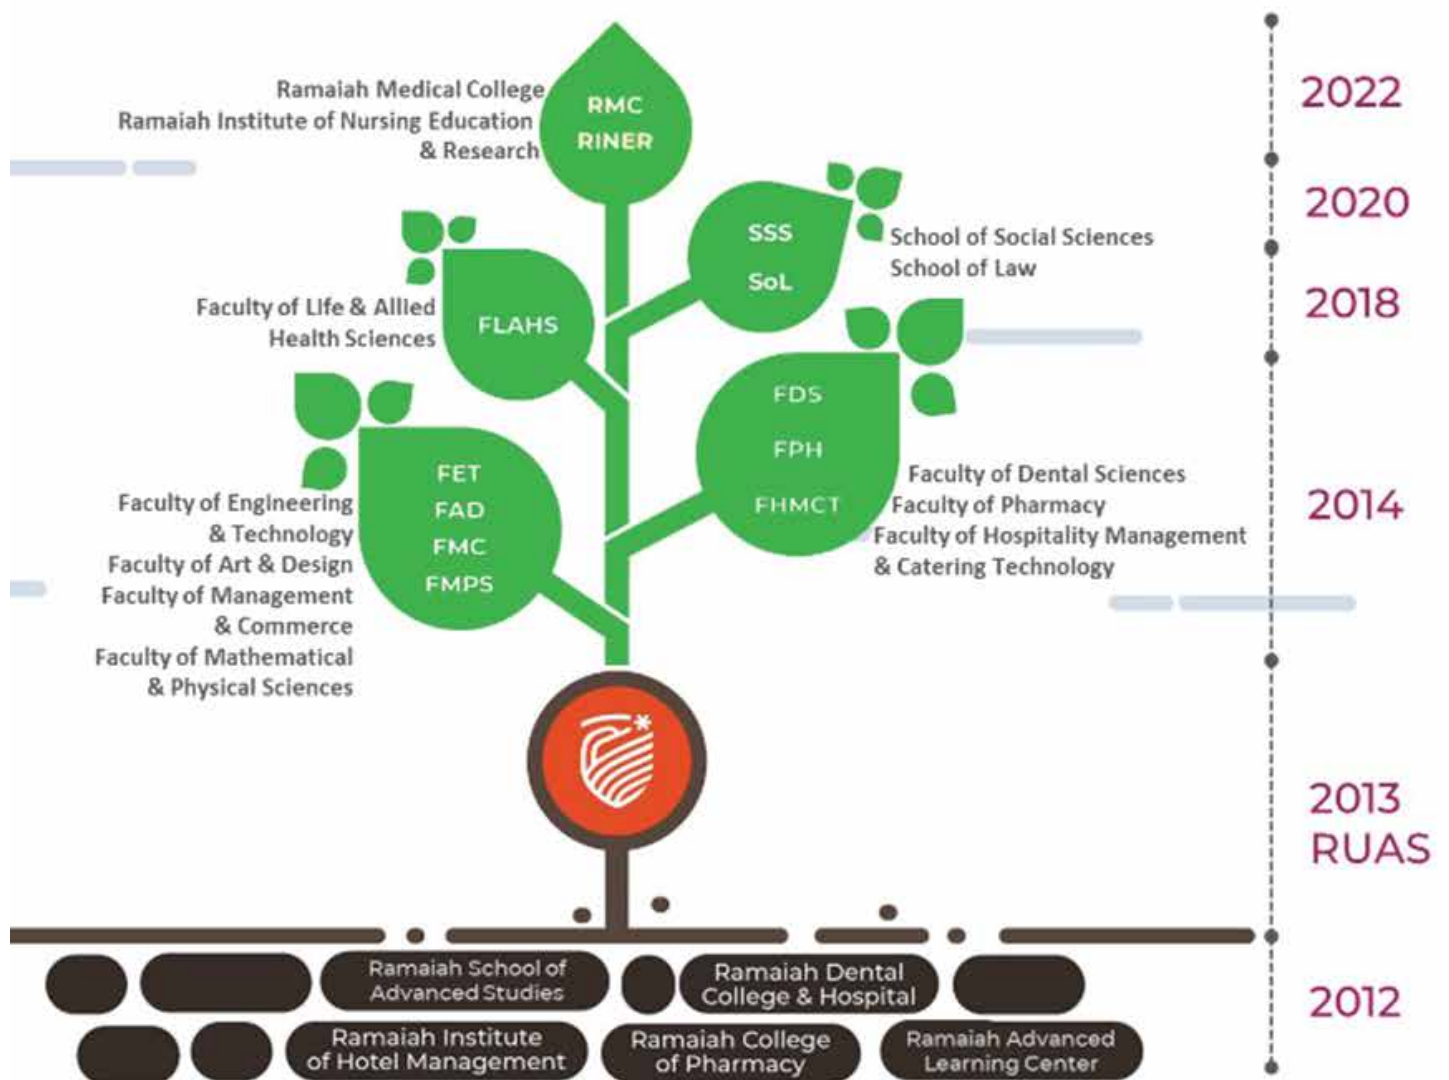 Ramaiah Medical College
Ramaiah Institute of Nursing Education
& Research
RMC
RINER
2022
SSS
SoL
School of Social Sciences
School of Law
2020
Faculty of Life & Allied
Health Sciences
FLAHS
2018
FDS
FPH
FHMCT
Faculty of Dental Sciences
Faculty of Pharmacy
Faculty of Hospitality Management
& Catering Technology
2014
FET
FAD
FMC
FMPS
Faculty of Engineering
& Technology
Faculty of Art & Design
Faculty of Management
& Commerce
Faculty of Mathematical
& Physical Sciences
2013
RUAS
Ramaiah School of
Advanced Studies
Ramaiah Dental
College & Hospital
2012
Ramaiah Institute
of Hotel Management
Ramaiah College
of Pharmacy
Ramaiah Advanced
Learning Center